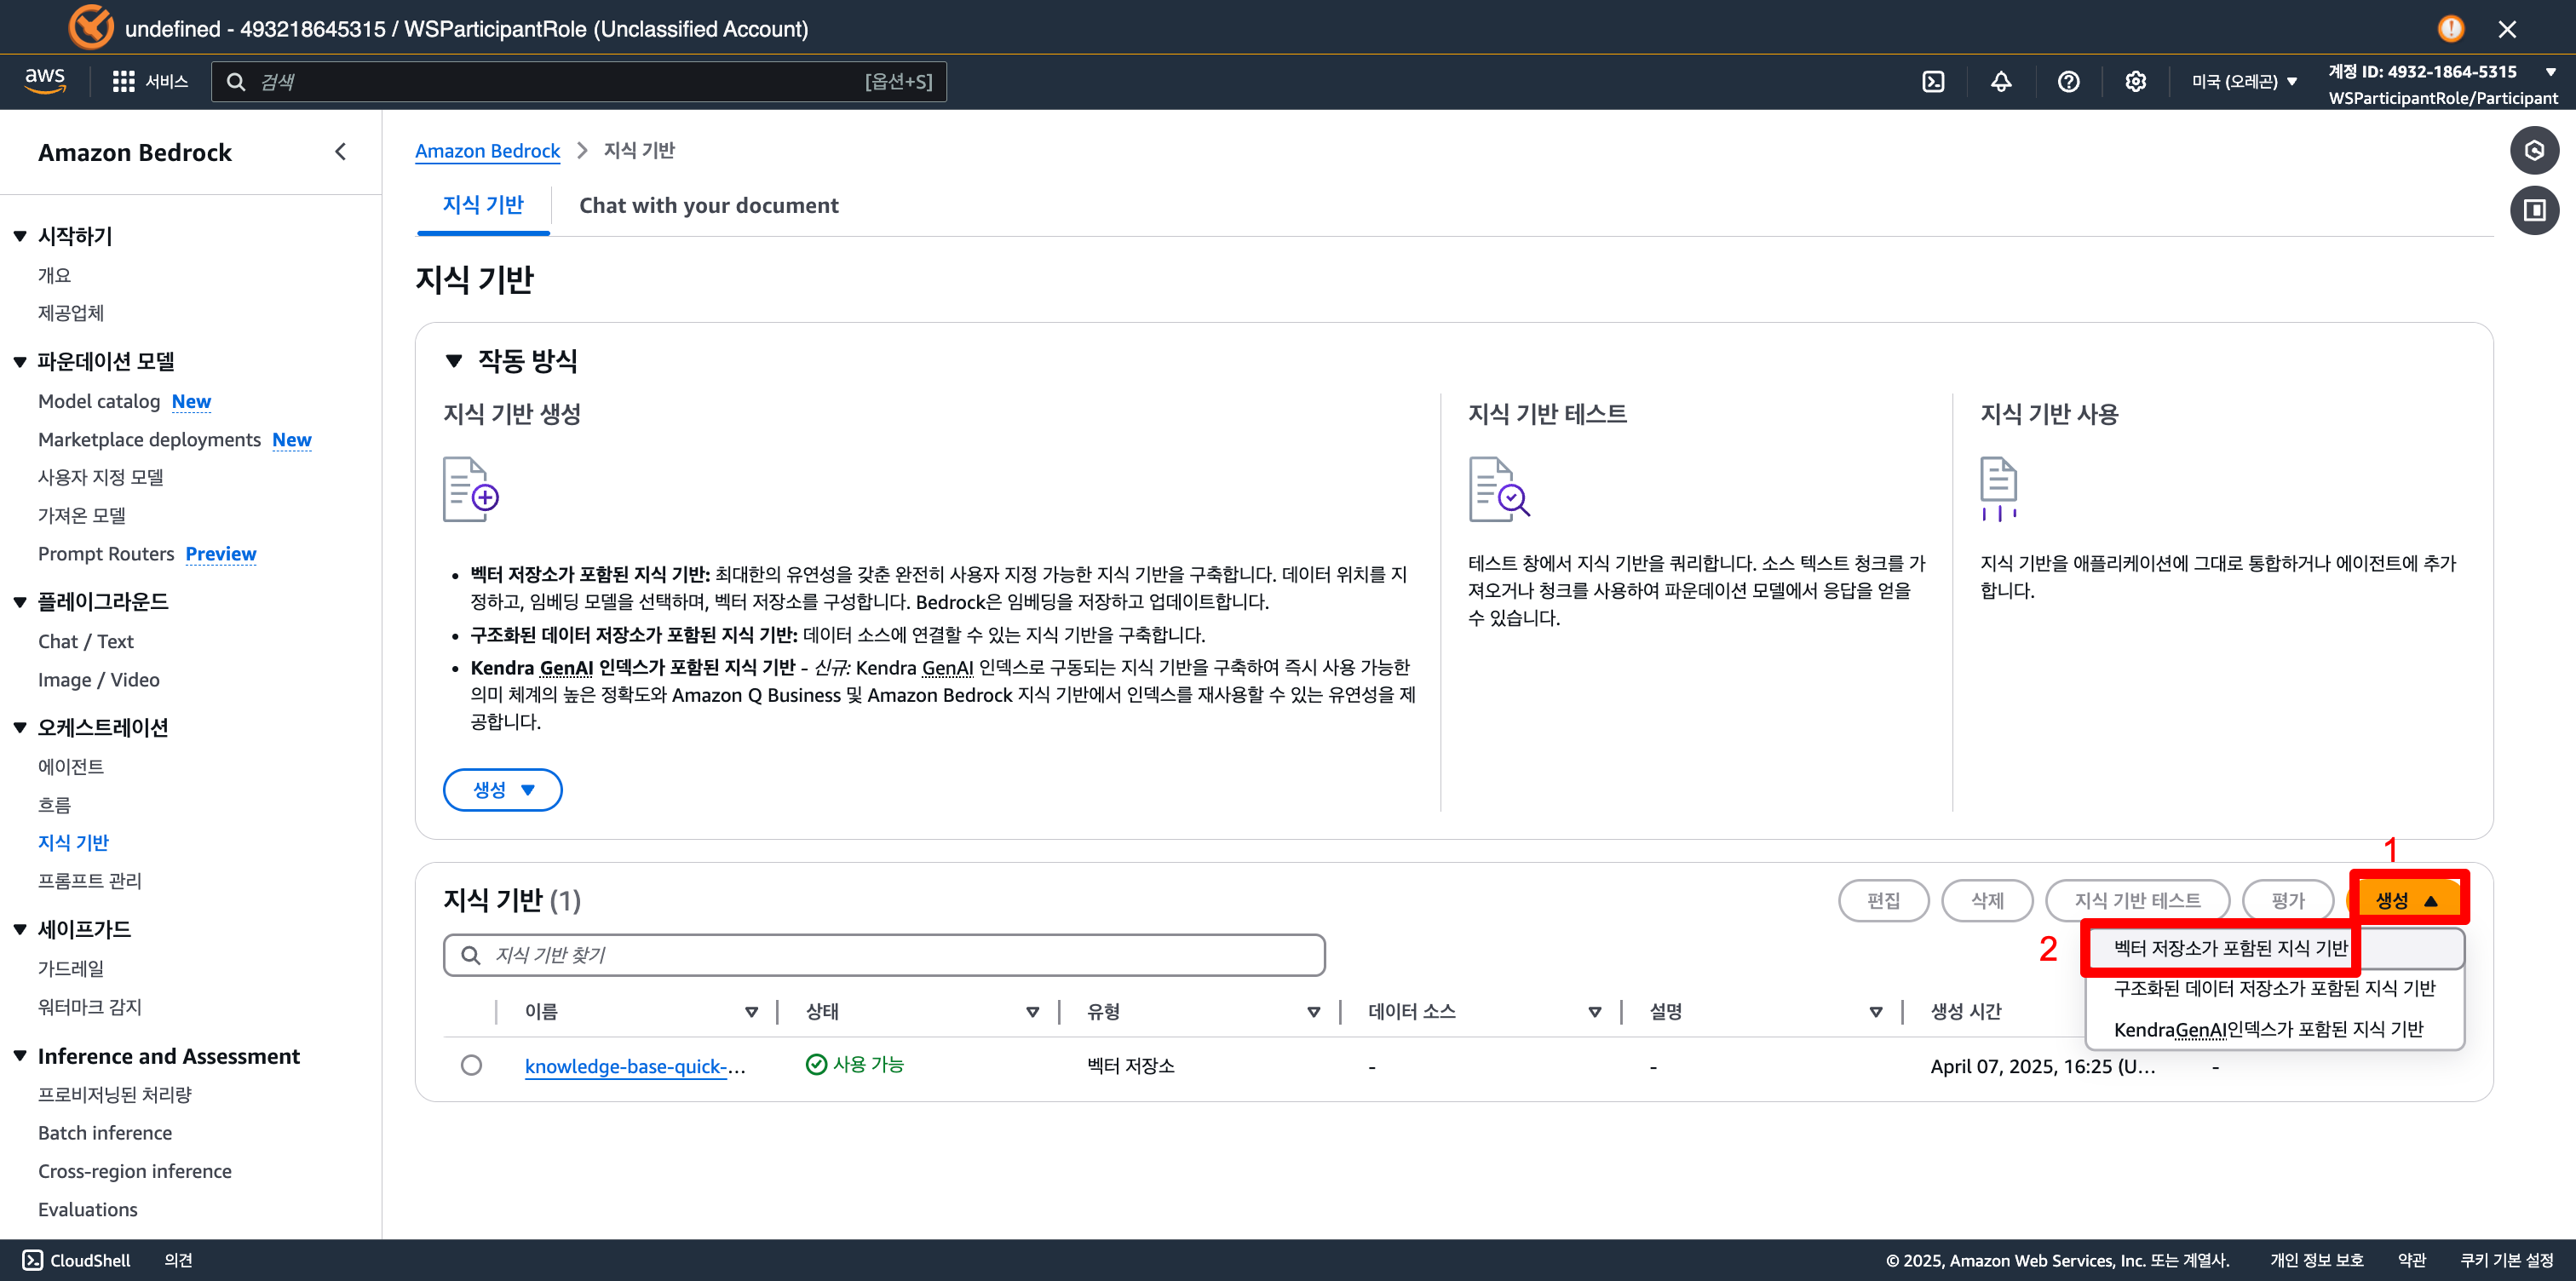 undefined - 493218645315 / WSParticipantRole (Unclassified Account)
aws
서비스
검색
[옵션+S]
미국 (오레곤)
계정 ID: 4932-1864-5315
WSParticipantRole/Participant
Amazon Bedrock
시작하기
개요
제공업체
파운데이션 모델
Model catalog New
Marketplace deployments New
사용자 지정 모델
가져온 모델
Prompt Routers Preview
플레이그라운드
Chat / Text
Image / Video
오케스트레이션
에이전트
흐름
지식 기반
프롬프트 관리
세이프가드
가드레일
워터마크 감지
Inference and Assessment
프로비저닝된 처리량
Batch inference
Cross-region inference
Evaluations
Amazon Bedrock > 지식 기반
지식 기반
Chat with your document
지식 기반
작동 방식
지식 기반 생성
벡터 저장소가 포함된 지식 기반: 최대한의 유연성을 갖춘 완전히 사용자 지정 가능한 지식 기반을 구축합니다. 데이터 위치를 지
정하고, 임베딩 모델을 선택하며, 벡터 저장소를 구성합니다. Bedrock은 임베딩을 저장하고 업데이트합니다.
구조화된 데이터 저장소가 포함된 지식 기반: 데이터 소스에 연결할 수 있는 지식 기반을 구축합니다.
Kendra GenAI 인덱스가 포함된 지식 기반 - 신규: Kendra GenAI 인덱스로 구동되는 지식 기반을 구축하여 즉시 사용 가능한
의미 체계의 높은 정확도와 Amazon Q Business 및 Amazon Bedrock 지식 기반에서 인덱스를 재사용할 수 있는 유연성을 제
공합니다.
생성
지식 기반 테스트
테스트 창에서 지식 기반을 쿼리합니다. 소스 텍스트 청크를 가
져오거나 청크를 사용하여 파운데이션 모델에서 응답을 얻을
수 있습니다.
지식 기반 사용
지식 기반을 애플리케이션에 그대로 통합하거나 에이전트에 추가
합니다.
1
지식 기반 (1)
편집
삭제
지식 기반 테스트
평가
생성
2
벡터 저장소가 포함된 지식 기반
구조화된 데이터 저장소가 포함된 지식 기반
KendraGenAI인덱스가 포함된 지식 기반
지식 기반 찾기
이름
상태
유형
데이터 소스
설명
생성 시간
knowledge-base-quick-...
사용 가능
벡터 저장소
-
-
April 07, 2025, 16:25 (U...
-
CloudShell
의견
© 2025, Amazon Web Services, Inc. 또는 계열사.
개인 정보 보호
약관
쿠키 기본 설정